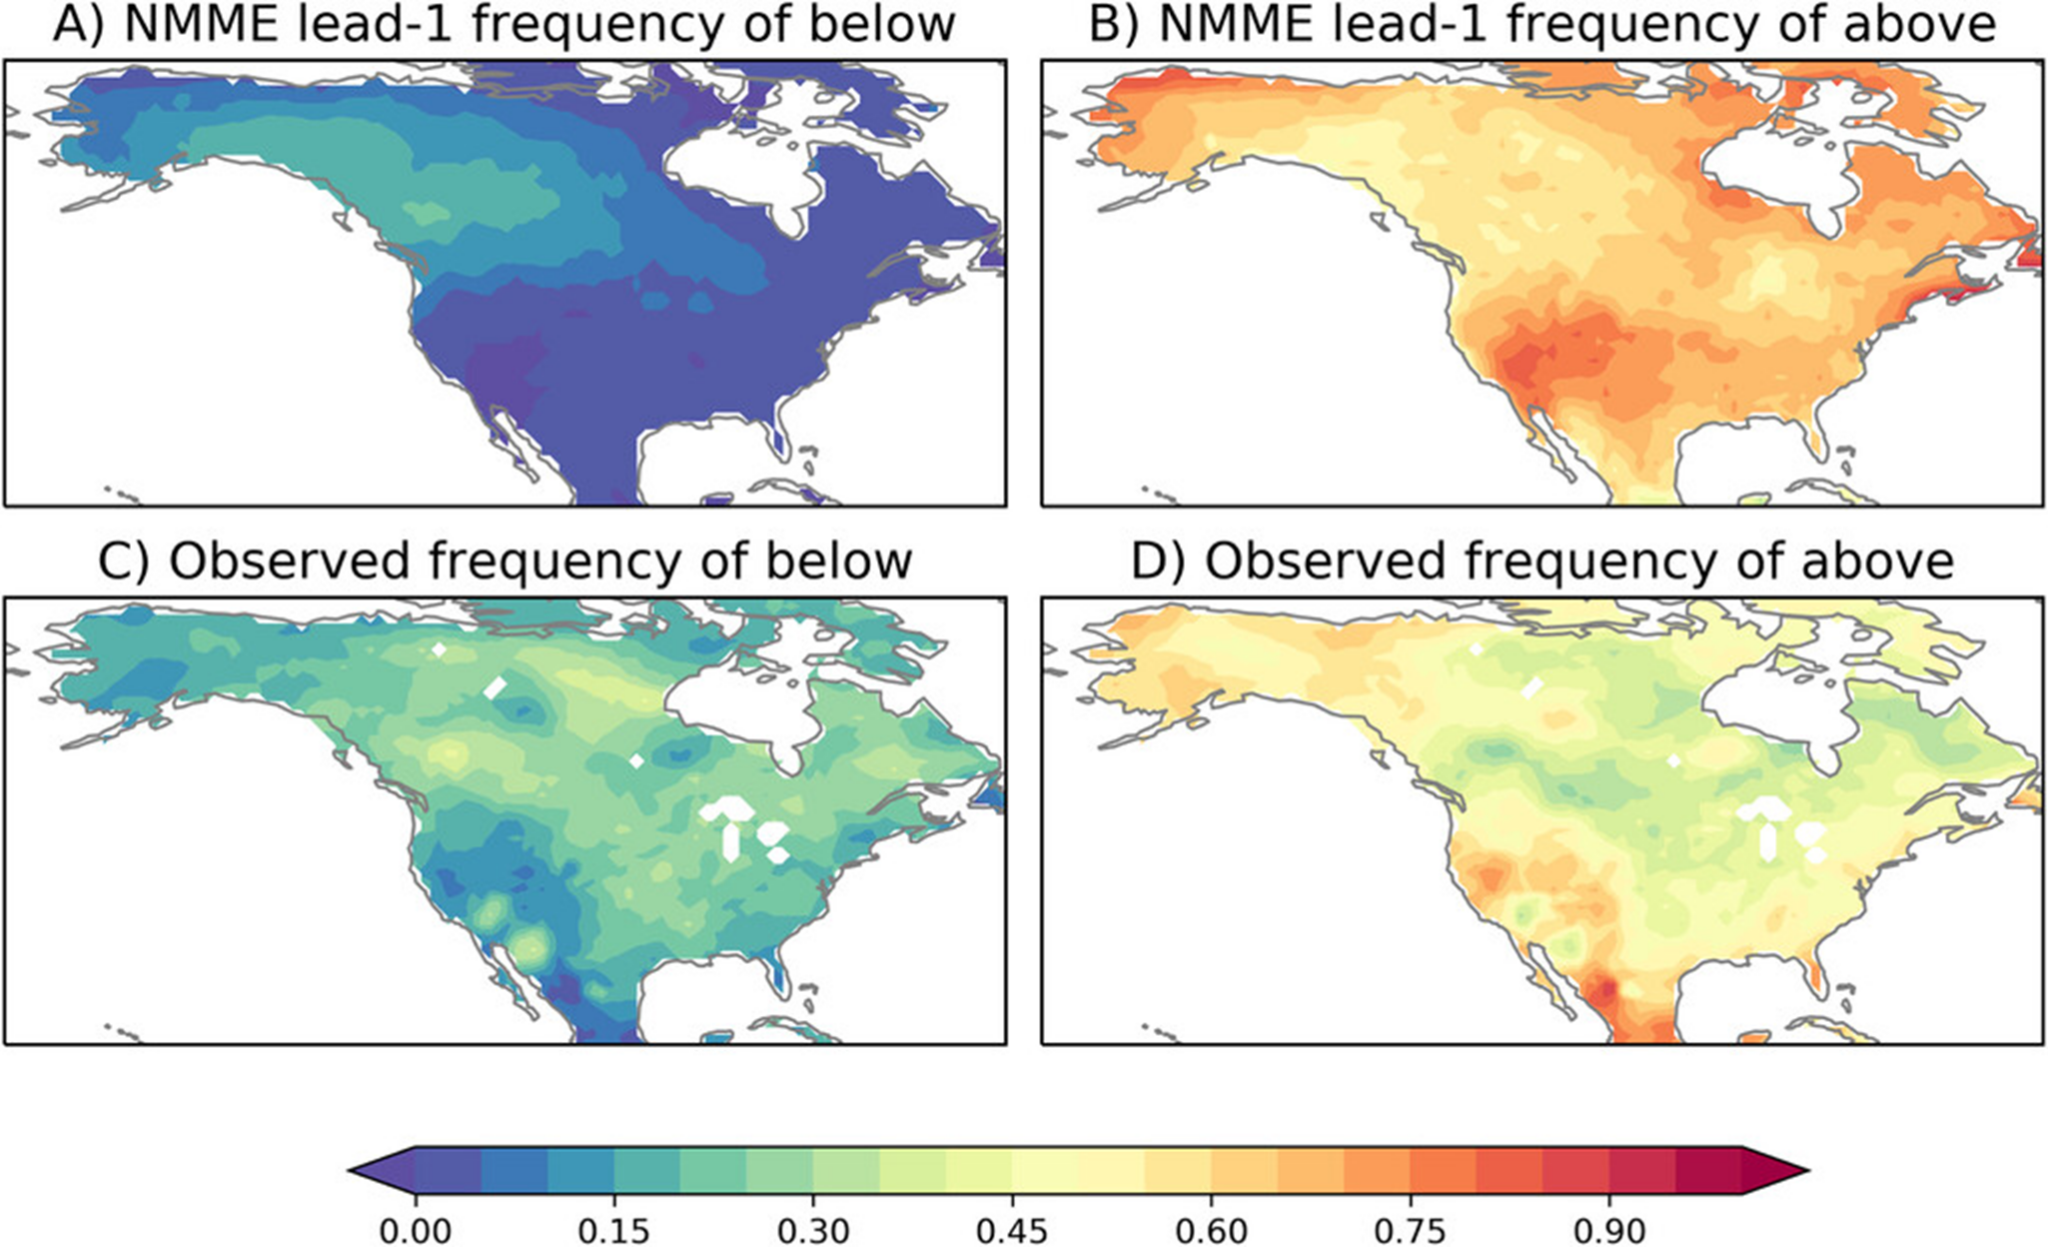 A) NMME lead-1 frequency of below
B) NMME lead-1 frequency of above
C) Observed frequency of below
D) Observed frequency of above
0.00 0.15 0.30 0.45 0.60 0.75 0.90